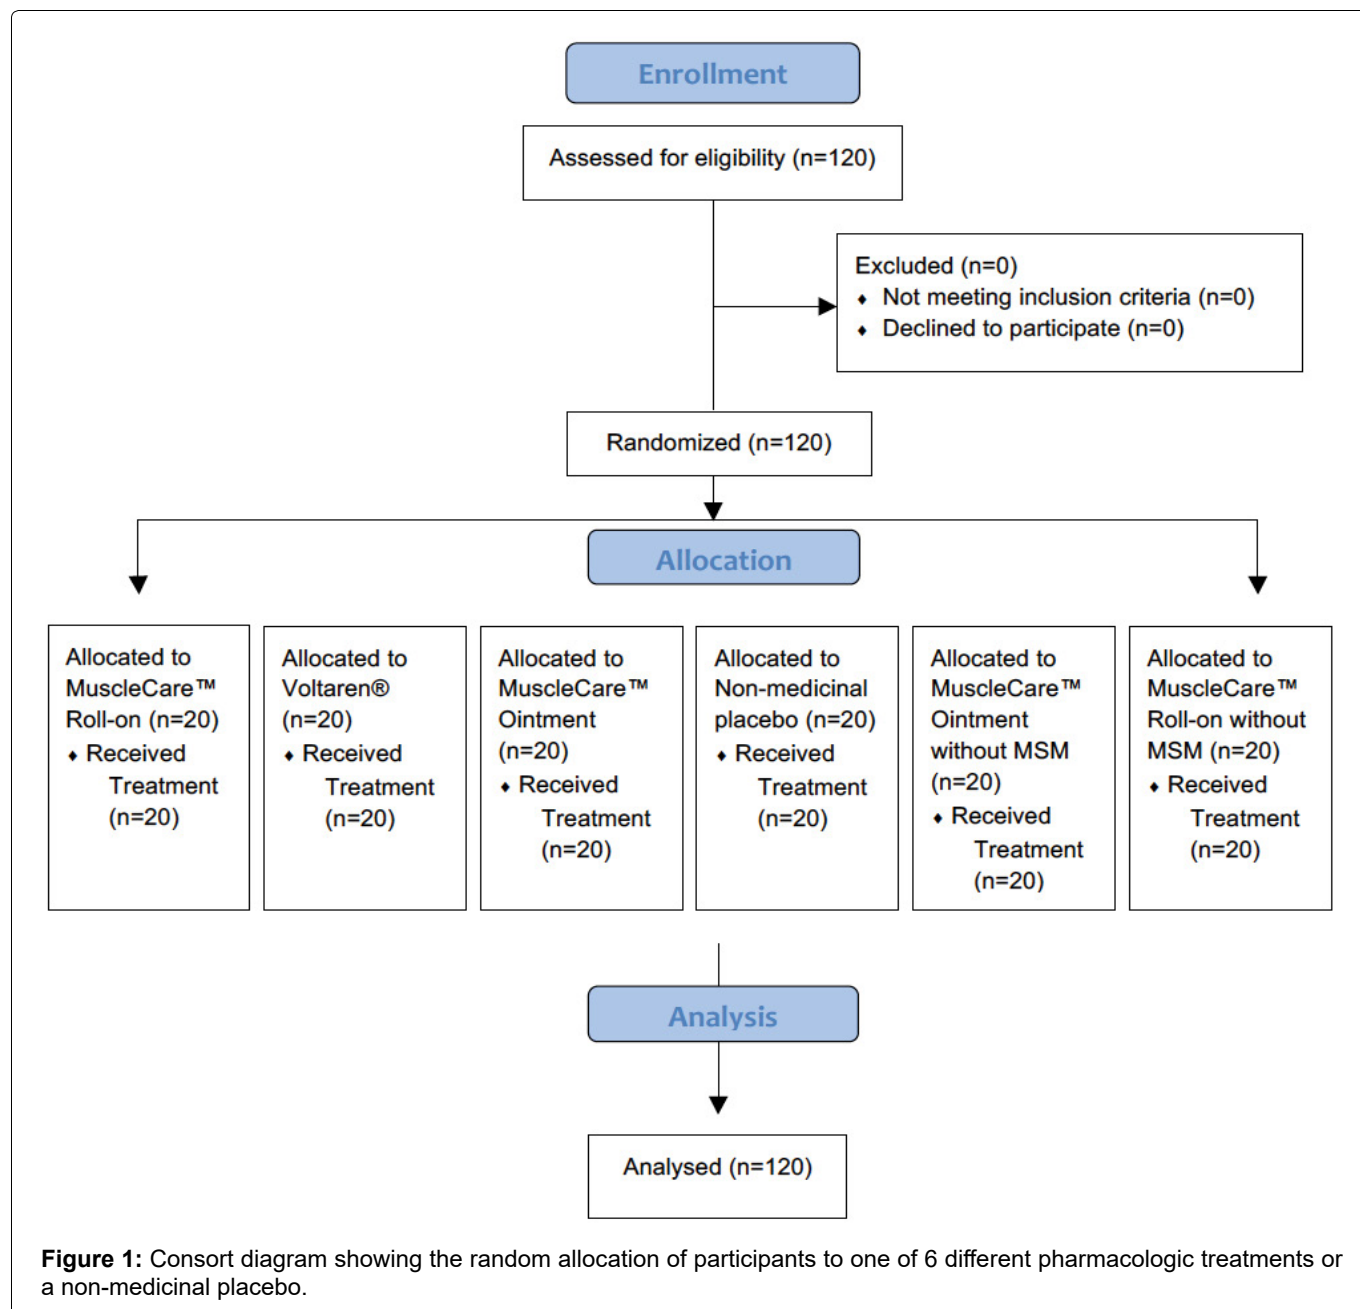 Enrollment
Assessed for eligibility (n=120)
Excluded (n=0)
♦ Not meeting inclusion criteria (n=0)
♦ Declined to participate (n=0)
Randomized (n=120)
Allocation
Allocated to
MuscleCare™
Roll-on (n=20)
♦ Received
Treatment
(n=20)
Allocated to
Voltaren®
(n=20)
♦ Received
Treatment
(n=20)
Allocated to
MuscleCare™
Ointment
(n=20)
♦ Received
Treatment
(n=20)
Allocated to
Non-medicinal
placebo (n=20)
♦ Received
Treatment
(n=20)
Allocated to
MuscleCare™
Ointment
without MSM
(n=20)
♦ Received
Treatment
(n=20)
Allocated to
MuscleCare™
Roll-on without
MSM (n=20)
♦ Received
Treatment
(n=20)
Analysis
Analysed (n=120)
Figure 1: Consort diagram showing the random allocation of participants to one of 6 different pharmacologic treatments or
a non-medicinal placebo.